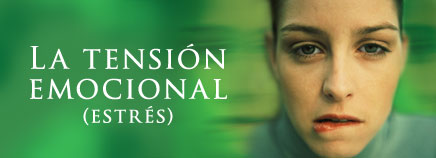 LA TENSIÓN
EMOCIONAL
(ESTRÉS)